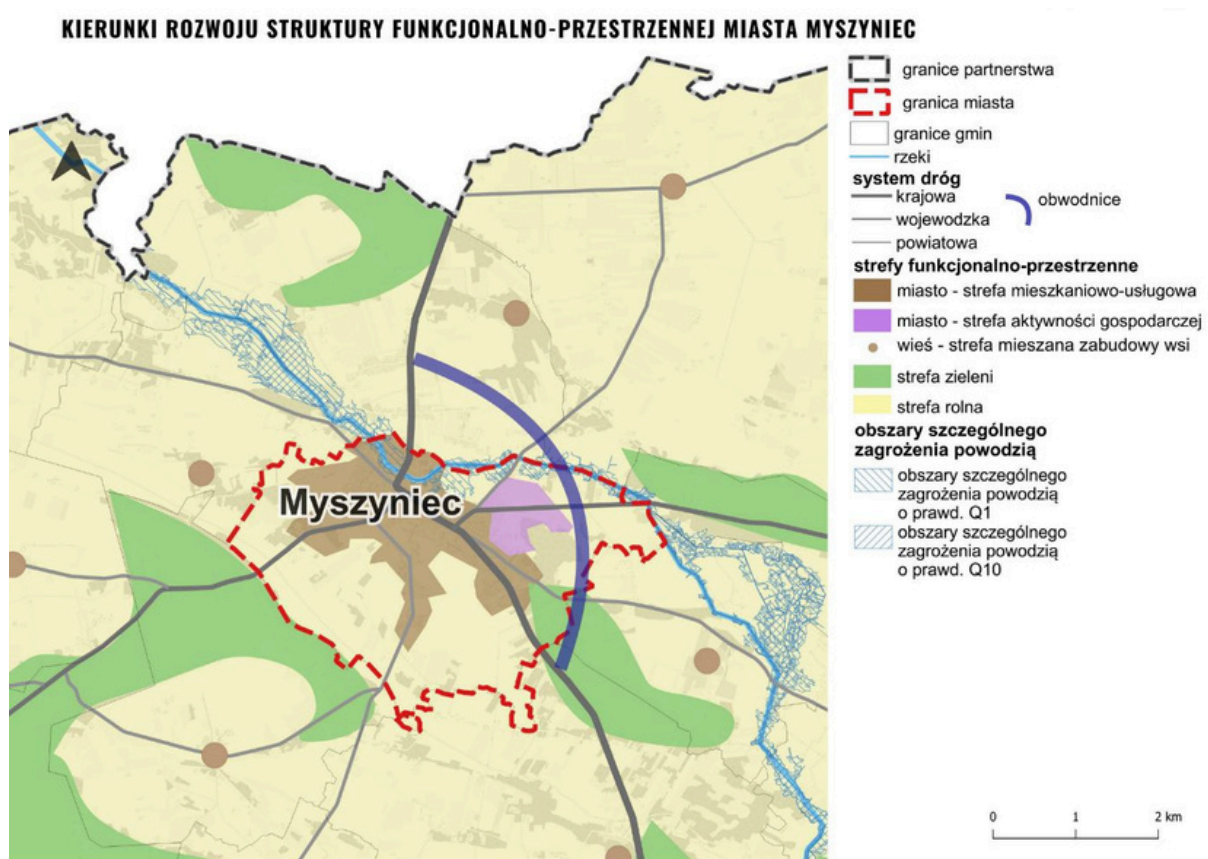 KIERUNKI ROZWOJU STRUKTURY FUNKCJONALNO-PRZESTRZENNEJ MIASTA MYSZYNIEC
Myszyniec
granice partnerstwa
granica miasta
granice gmin
rzeki
system dróg
krajowa
wojewodzka
powiatowa
obwodnice
strefy funkcjonalno-przestrzenne
miasto - strefa mieszkaniowo-usługowa
miasto - strefa aktywności gospodarczej
wieś - strefa mieszana zabudowy wsi
strefa zieleni
strefa rolna
obszary szczególnego
zagrożenia powodzią
obszary szczególnego
zagrożenia powodzią
o prawd. Q1
obszary szczególnego
zagrożenia powodzią
o prawd. Q10
0 1 2 km